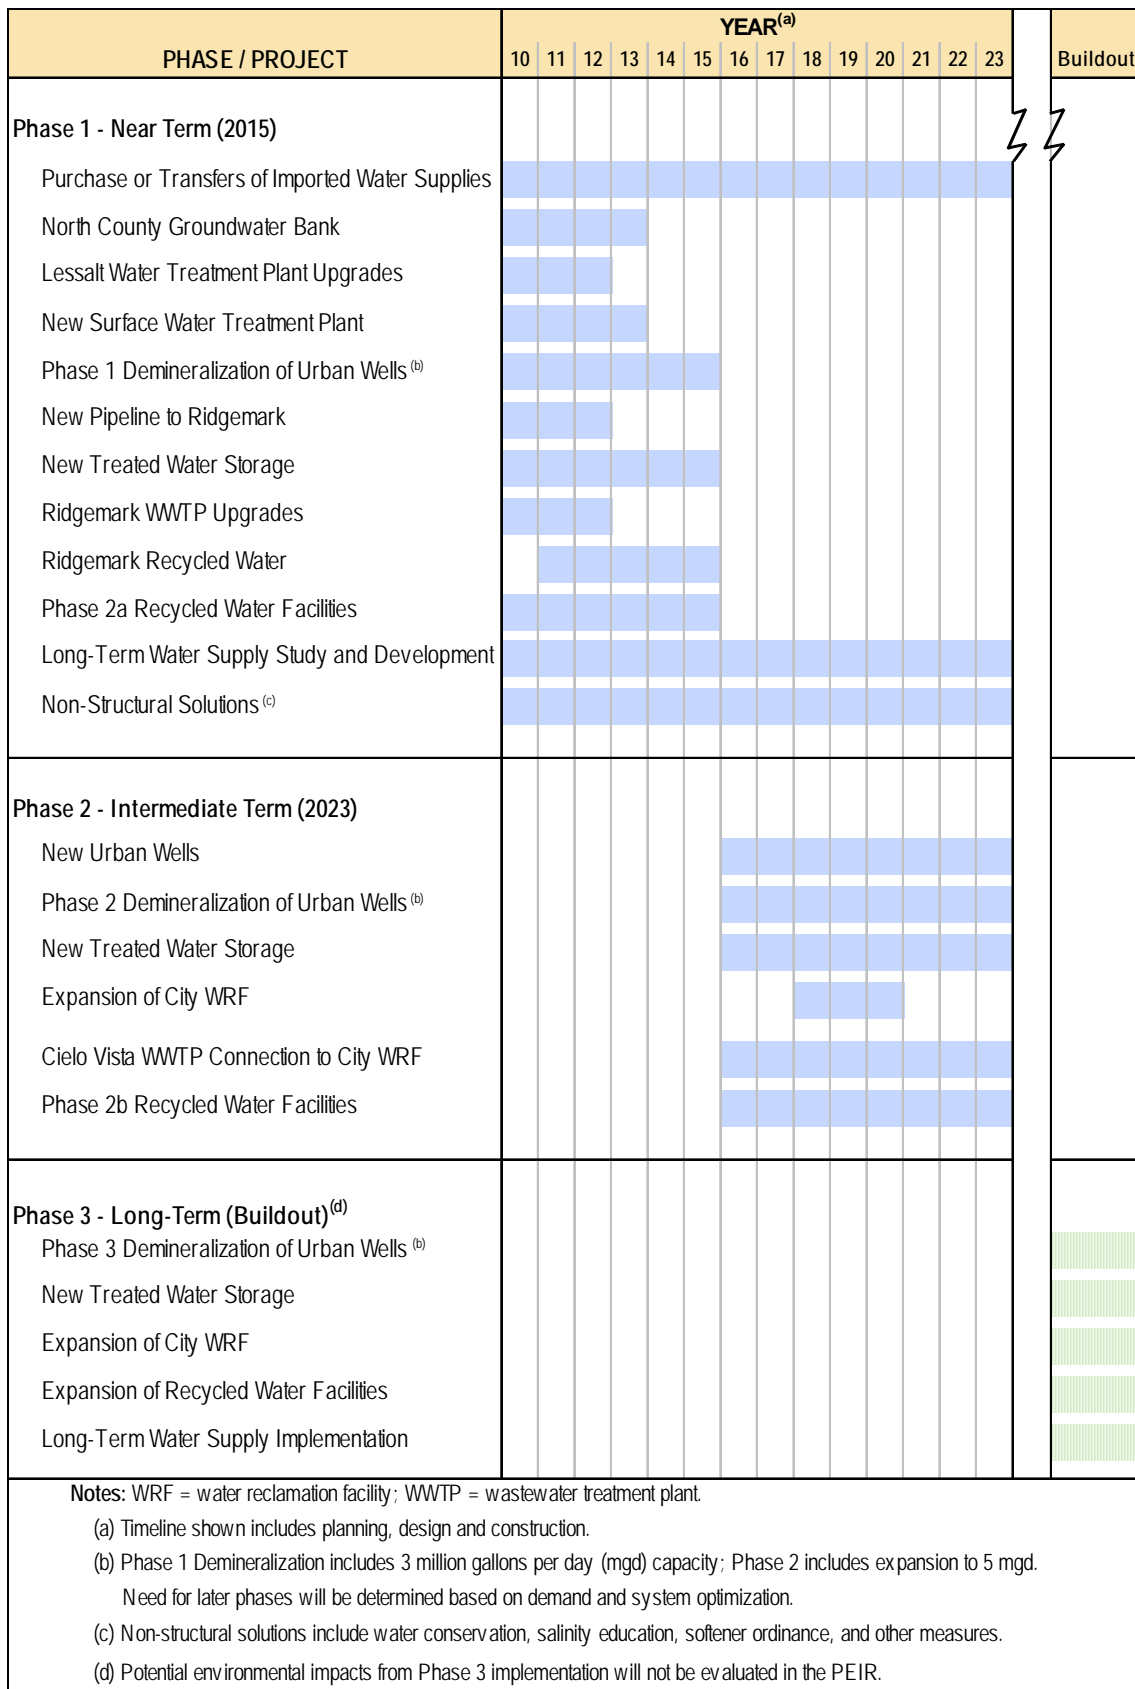 YEAR(a)
PHASE / PROJECT 10 11 12 13 14 15 16 17 18 19 20 21 22 23 Buildout
Phase 1 - Near Term (2015)
Purchase or Transfers of Imported Water Supplies
North County Groundwater Bank
Lessalt Water Treatment Plant Upgrades
New Surface Water Treatment Plant
Phase 1 Demineralization of Urban Wells (b)
New Pipeline to Ridgemark
New Treated Water Storage
Ridgemark WWTP Upgrades
Ridgemark Recycled Water
Phase 2a Recycled Water Facilities
Long-Term Water Supply Study and Development
Non-Structural Solutions (c)
Phase 2 - Intermediate Term (2023)
New Urban Wells
Phase 2 Demineralization of Urban Wells (b)
New Treated Water Storage
Expansion of City WRF
Cielo Vista WWTP Connection to City WRF
Phase 2b Recycled Water Facilities
Phase 3 - Long-Term (Buildout)(d)
Phase 3 Demineralization of Urban Wells (b)
New Treated Water Storage
Expansion of City WRF
Expansion of Recycled Water Facilities
Long-Term Water Supply Implementation
Notes: WRF = water reclamation facility; WWTP = wastewater treatment plant.
(a) Timeline shown includes planning, design and construction.
(b) Phase 1 Demineralization includes 3 million gallons per day (mgd) capacity; Phase 2 includes expansion to 5 mgd.
Need for later phases will be determined based on demand and system optimization.
(c) Non-structural solutions include water conservation, salinity education, softener ordinance, and other measures.
(d) Potential environmental impacts from Phase 3 implementation will not be evaluated in the PEIR.